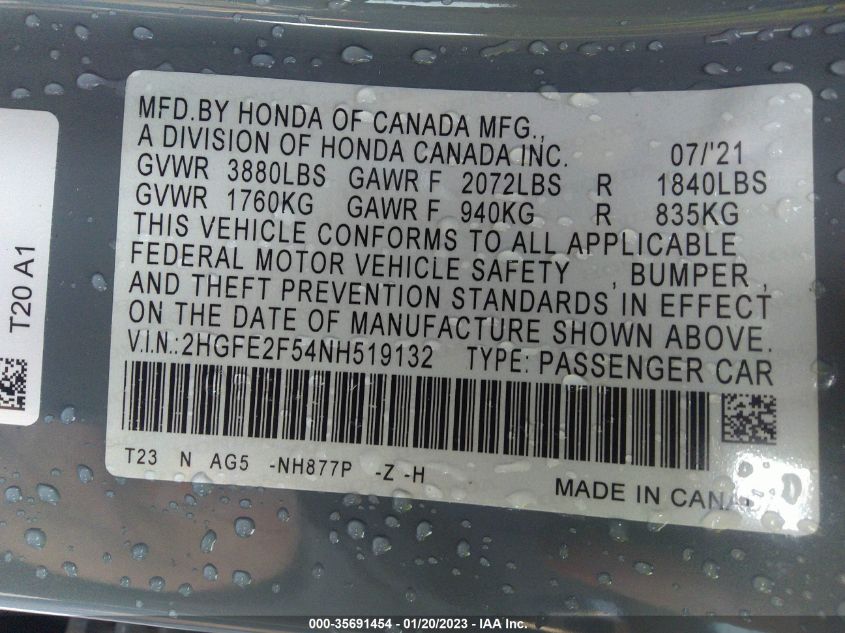 MFD.BY HONDA OF CANADA MFG.,
A DIVISION OF HONDA CANADA INC. 07/'21
GVWR 3880LBS GAWR F 2072LBS R 1840LBS
GVWR 1760KG GAWR F 940KG R 835KG
THIS VEHICLE CONFORMS TO ALL APPLICABLE
FEDERAL MOTOR VEHICLE SAFETY , BUMPER ,
AND THEFT PREVENTION STANDARDS IN EFFECT
ON THE DATE OF MANUFACTURE SHOWN ABOVE.
V.I.N.: 2HGFE2F54NH519132 TYPE: PASSENGER CAR
T23 N AG5 -NH877P -Z -H
MADE IN CANA
T20 A1
000-35691454 - 01/20/2023 - IAA Inc.